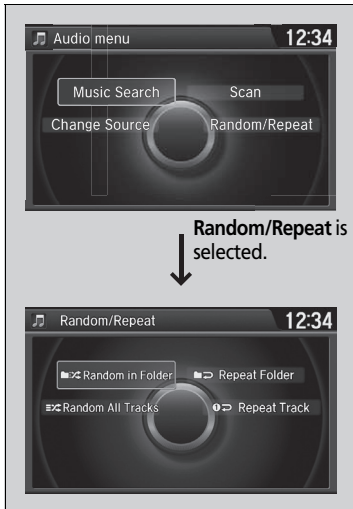 Audio menu 12:34
Music Search Scan
Change Source Random/Repeat
Random/Repeat is
selected.
Random/Repeat 12:34
Random in Folder Repeat Folder
Random All Tracks Repeat Track